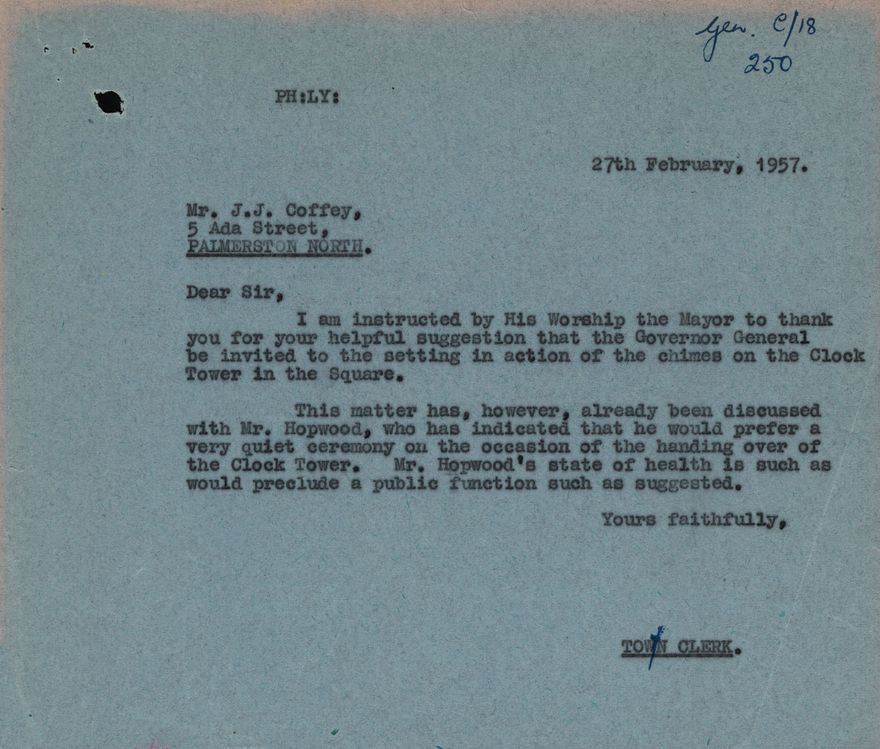 Gen. C/18
250
PH:LY:
27th February, 1957.
Mr. J.J. Coffey,
5 Ada Street,
PALMERSTON NORTH.
Dear Sir,
I am instructed by His Worship the Mayor to thank
you for your helpful suggestion that the Governor General
be invited to the setting in action of the chimes on the Clock
Tower in the Square.
This matter has, however, already been discussed
with Mr. Hopwood, who has indicated that he would prefer a
very quiet ceremony on the occasion of the handing over of
the Clock Tower. Mr. Hopwood's state of health is such as
would preclude a public function such as suggested.
Yours faithfully,
TOWN CLERK.